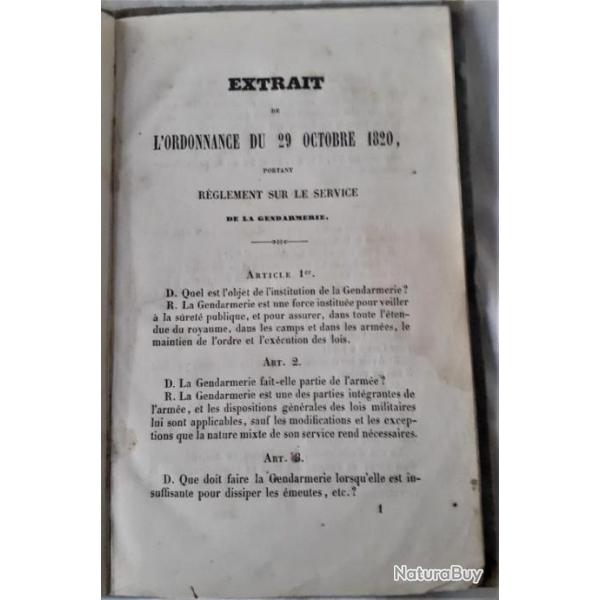 EXTRAIT
DE
L'ORDONNANCE DU 29 OCTOBRE 1820,
PORTANT
RÈGLEMENT SUR LE SERVICE
DE LA GENDARMERIE.
ARTICLE 1er.
D. Quel est l'objet de l'institution de la Gendarmerie ?
R. La Gendarmerie est une force instituée pour veiller
à la sûreté publique, et pour assurer, dans toute l'éten-
due du royaume, dans les camps et dans les armées, le
maintien de l'ordre et l'exécution des lois.
ART. 2.
D. La Gendarmerie fait-elle partie de l'armée ?
R. La Gendarmerie est une des parties intégrantes de
l'armée, et les dispositions générales des lois militaires
lui sont applicables, sauf les modifications et les excep-
tions que la nature mixte de son service rend nécessaires.
ART. 3.
D. Que doit faire la Gendarmerie lorsqu'elle est in-
suffisante pour dissiper les émeutes, etc. ?
1
NaturaBuy